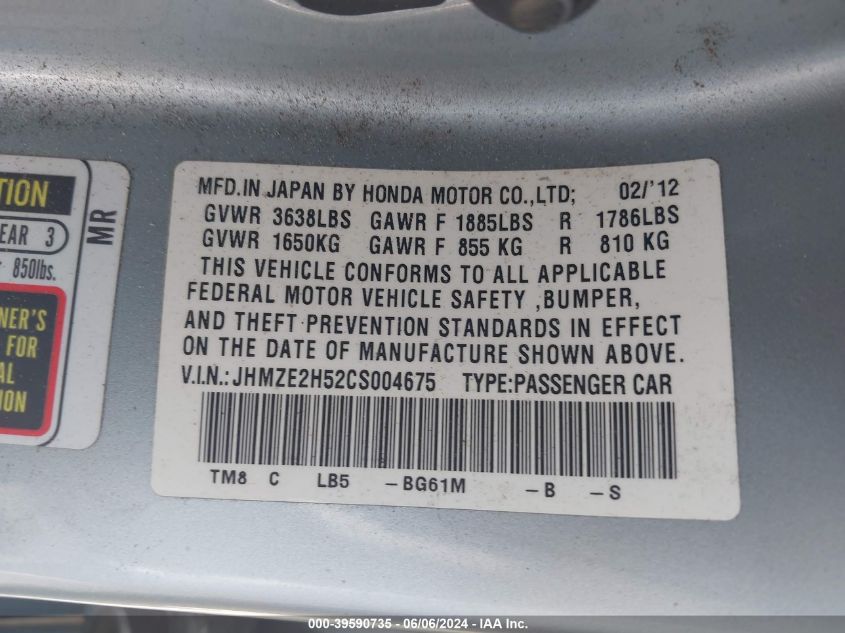 TION
EAR 3
850lbs.
NER'S
FOR
AL
ION
MR
MFD.IN JAPAN BY HONDA MOTOR CO.,LTD; 02/'12
GVWR 3638LBS GAWR F 1885LBS R 1786LBS
GVWR 1650KG GAWR F 855 KG R 810 KG
THIS VEHICLE CONFORMS TO ALL APPLICABLE
FEDERAL MOTOR VEHICLE SAFETY ,BUMPER,
AND THEFT PREVENTION STANDARDS IN EFFECT
ON THE DATE OF MANUFACTURE SHOWN ABOVE.
V.I.N.:JHMZE2H52CS004675 TYPE:PASSENGER CAR
TM8 C LB5 -BG61M -B -S
000-39590735 - 06/06/2024 - IAA Inc.